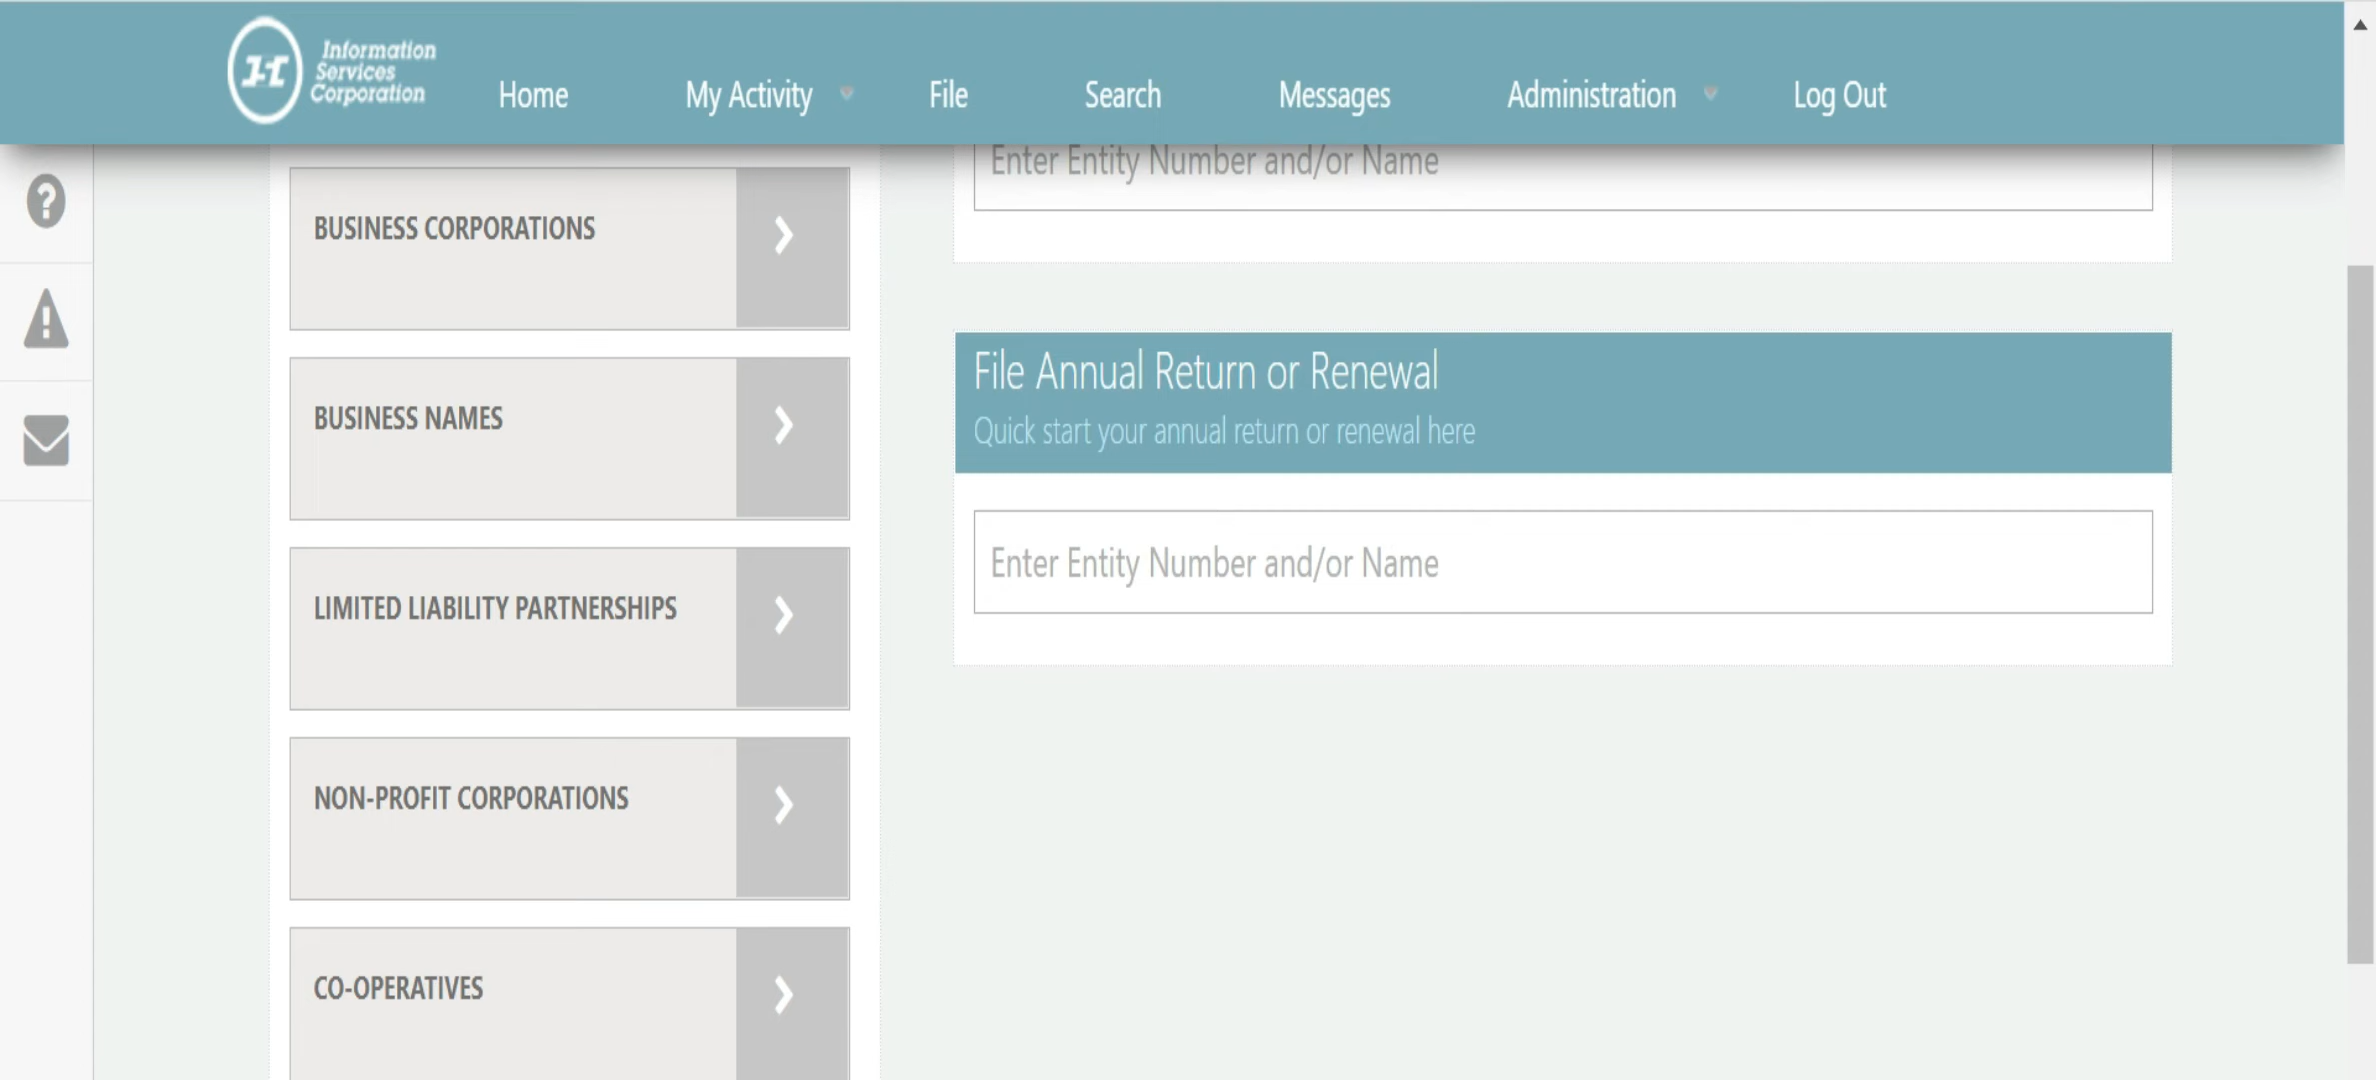 Information
Services
Corporation
Home
My Activity
File
Search
Messages
Administration
Log Out
Enter Entity Number and/or Name
BUSINESS CORPORATIONS
BUSINESS NAMES
LIMITED LIABILITY PARTNERSHIPS
NON-PROFIT CORPORATIONS
CO-OPERATIVES
File Annual Return or Renewal
Quick start your annual return or renewal here
Enter Entity Number and/or Name